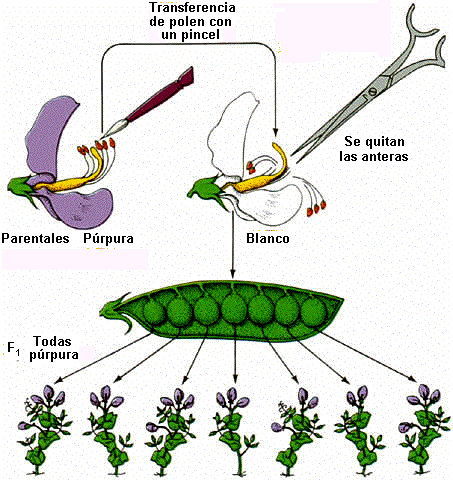 Transferencia
de polen con
un pincel
Se quitan
las anteras
Parentales Púrpura
Blanco
F1 Todas
púrpura